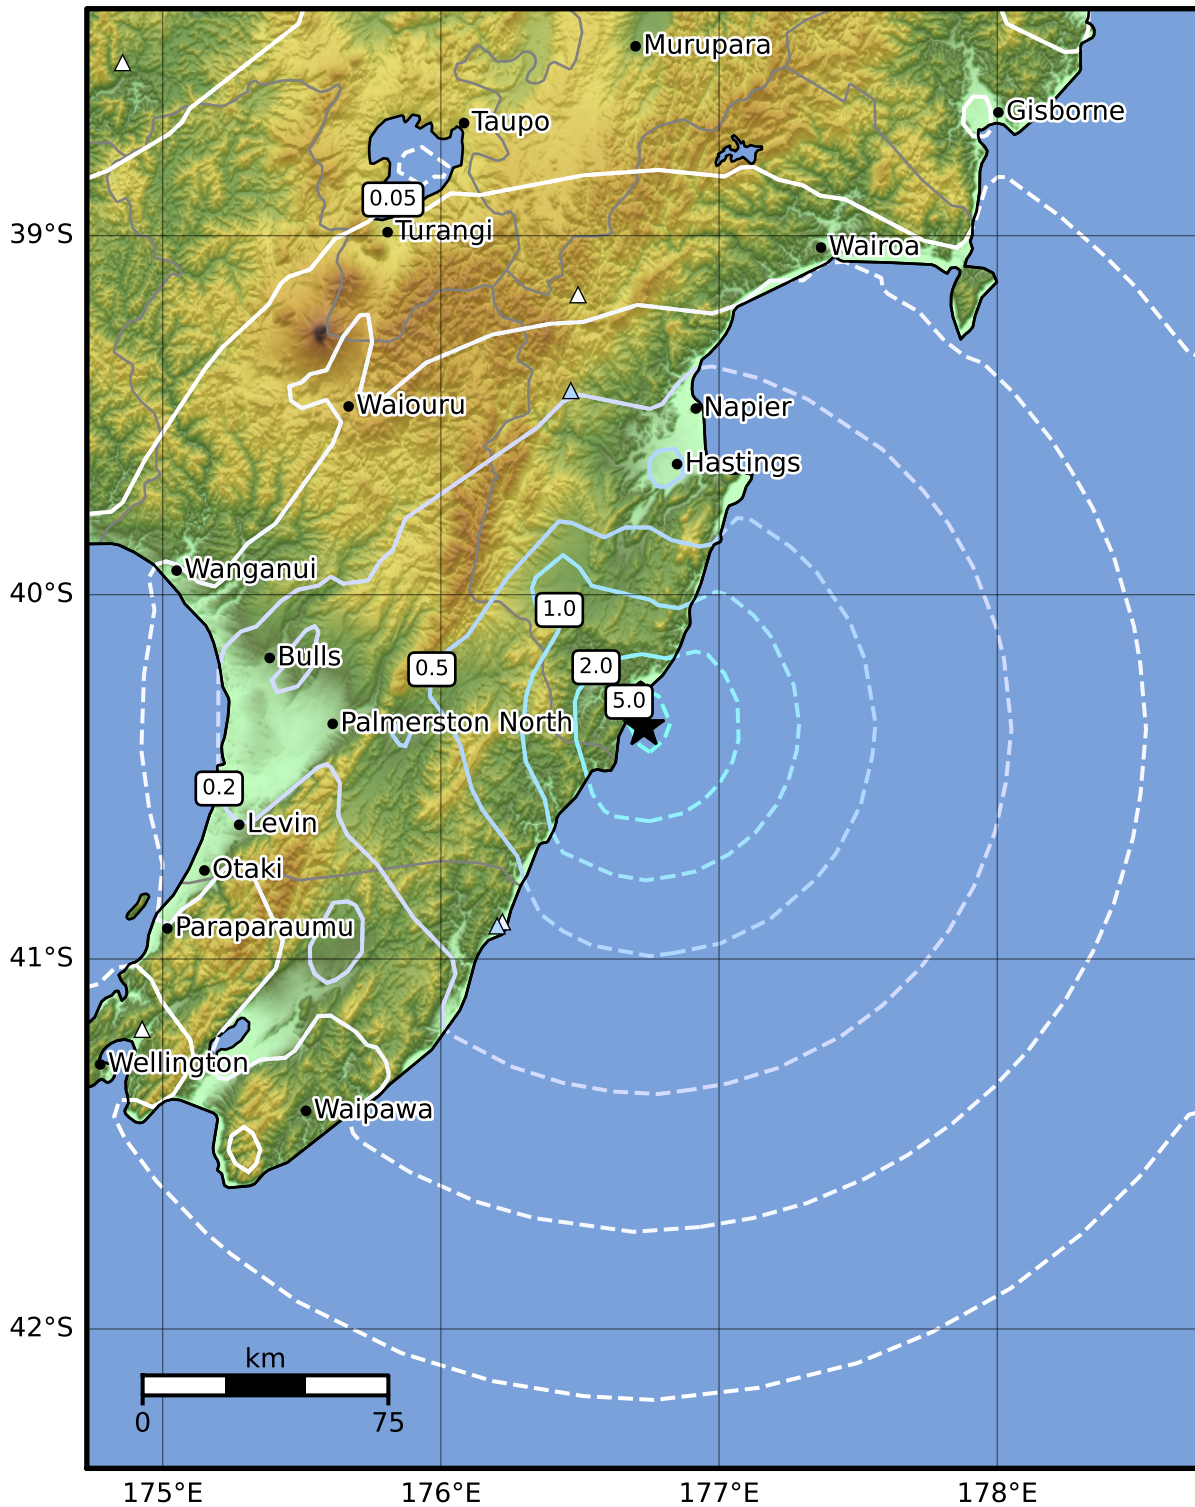 Murupara
Gisborne
Taupo
0.05
Turangi
39°S
Wairoa
Waiouru
Napier
Hastings
Wanganui
40°S
1.0
Bulls
0.5
2.0
5.0
Palmerston North
0.2
Levin
Otaki
Paraparaumu
41°S
Wellington
Waipawa
42°S
km
0
75
175°E
176°E
177°E
178°E